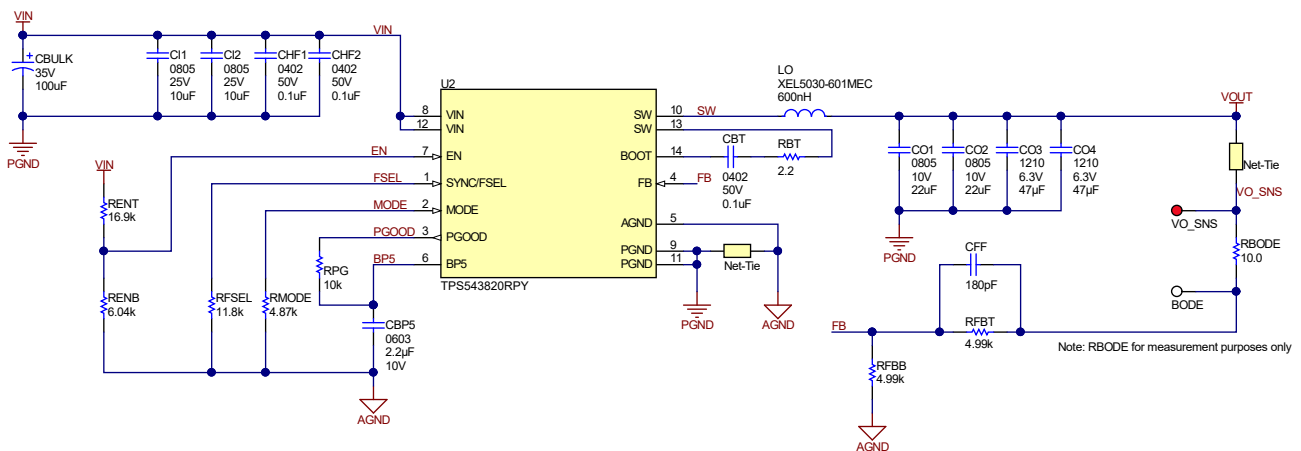 VIN
CBULK
35V
100uF
PGND
CI1
0805
25V
10uF
CI2
0805
25V
10uF
CHF1
0402
50V
0.1uF
CHF2
0402
50V
0.1uF
VIN
VIN
EN
FSEL
MODE
PGOOD
BP5
RENT
16.9k
RENB
6.04k
RFSEL
11.8k
RMODE
4.87k
RPG
10k
CBP5
0603
2.2µF
10V
AGND
U2
8
VIN
12
VIN
7
EN
1
SYNC/FSEL
2
MODE
3
PGOOD
6
BP5
TPS543820RPY
SW
10
SW
13
BOOT
14
FB
4
AGND
5
PGND
9
PGND
11
SW
FB
CBT
0402
50V
0.1uF
RBT
2.2
Net-Tie
PGND
AGND
LO
XEL5030-601MEC
600nH
CO1
0805
10V
22uF
CO2
0805
10V
22uF
CO3
1210
6.3V
47µF
CO4
1210
6.3V
47µF
PGND
VOUT
Net-Tie
VO_SNS
VO_SNS
RBODE
10.0
BODE
CFF
180pF
FB
RFBT
4.99k
RFBB
4.99k
AGND
Note: RBODE for measurement purposes only